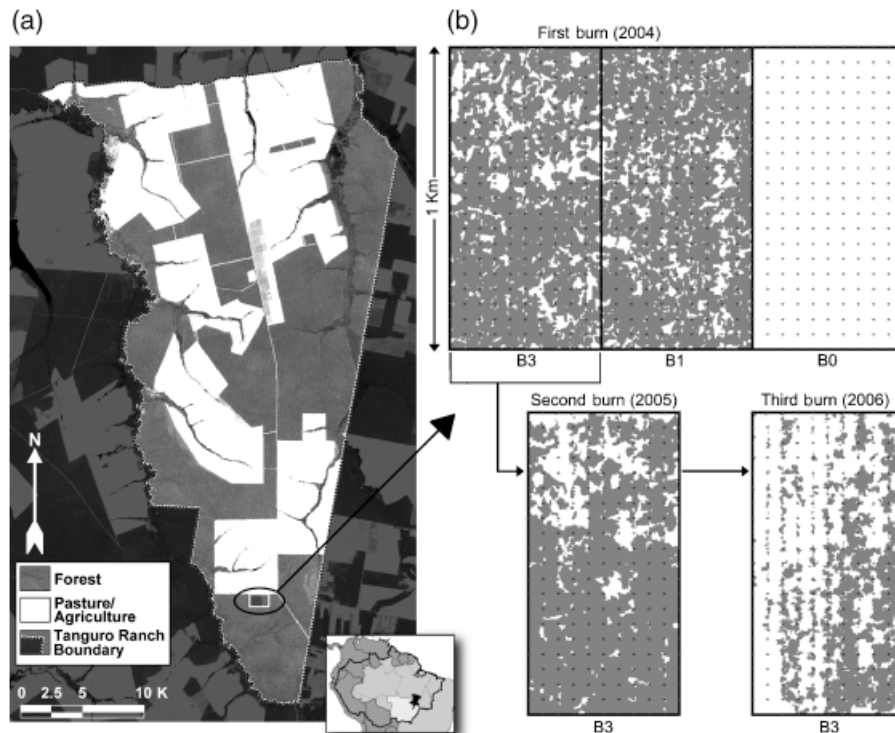 (a)
N
Forest
Pasture/
Agriculture
Tanguro Ranch
Boundary
0 2.5 5 10 K
(b)
First burn (2004)
1 Km
B3 B1 B0
Second burn (2005) Third burn (2006)
B3 B3